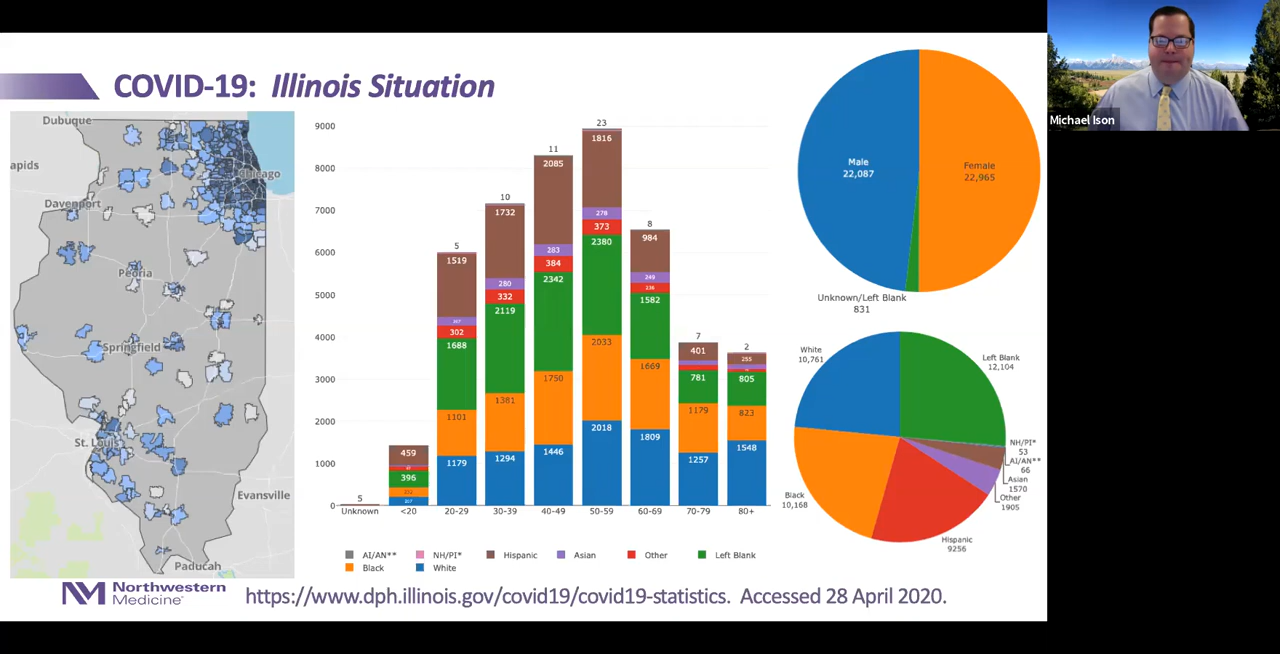 COVID-19: Illinois Situation
Dubuque
apids
Chicago
Davenport
Peoria
Springfield
St. Louis
Evansville
Paducah
9000
8000
7000
6000
5000
4000
3000
2000
1000
0
5
459
396
5
1519
302
1688
1101
1179
10
1732
280
332
2119
1381
1294
11
2085
283
384
2342
1750
1446
23
1816
278
373
2380
2033
2018
8
984
249
236
1582
1669
1809
7
401
781
1179
1257
2
255
805
823
1548
Unknown <20 20-29 30-39 40-49 50-59 60-69 70-79 80+
AI/AN** NH/PI* Hispanic Asian Other Left Blank
Black White
Male
22,087
Female
22,965
Unknown/Left Blank
831
White
10,761
Left Blank
12,104
NH/PI*
53
AI/AN**
66
Asian
1570
Other
1905
Black
10,168
Hispanic
9256
Northwestern
Medicine
https://www.dph.illinois.gov/covid19/covid19-statistics. Accessed 28 April 2020.
Michael Ison